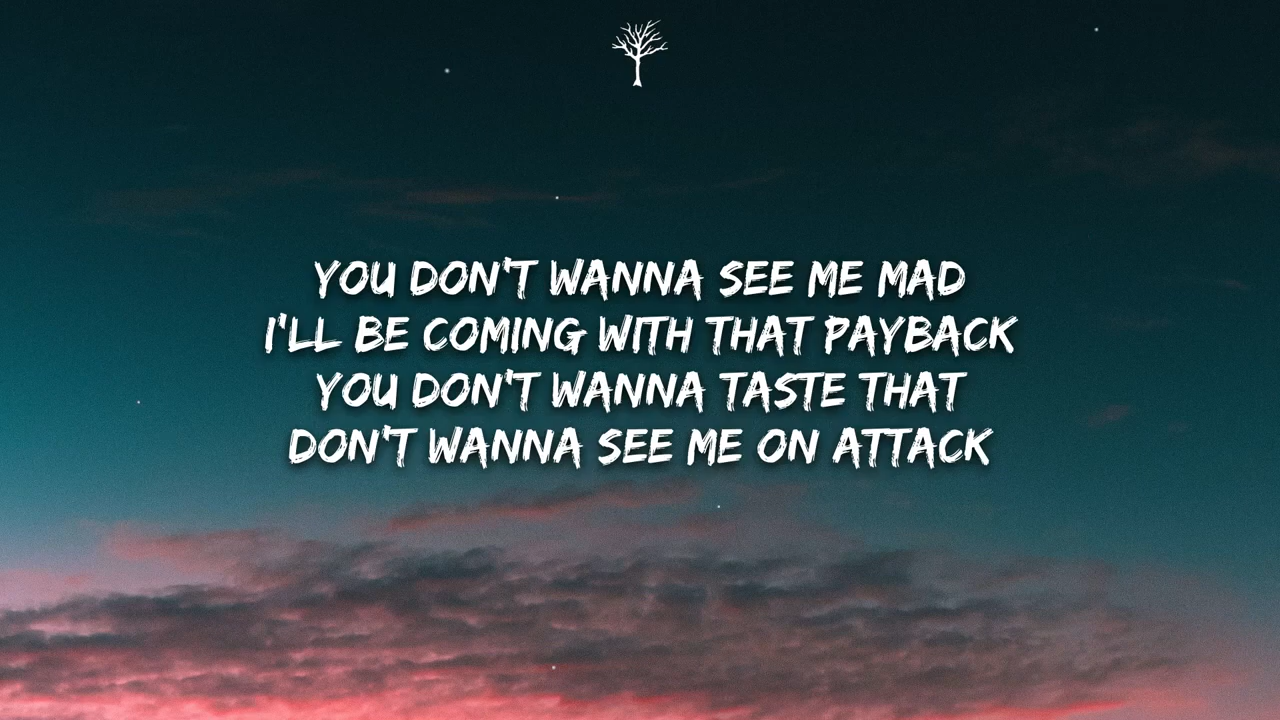 YOU DON'T WANNA SEE ME MAD
I'LL BE COMING WITH THAT PAYBACK
YOU DON'T WANNA TASTE THAT
DON'T WANNA SEE ME ON ATTACK